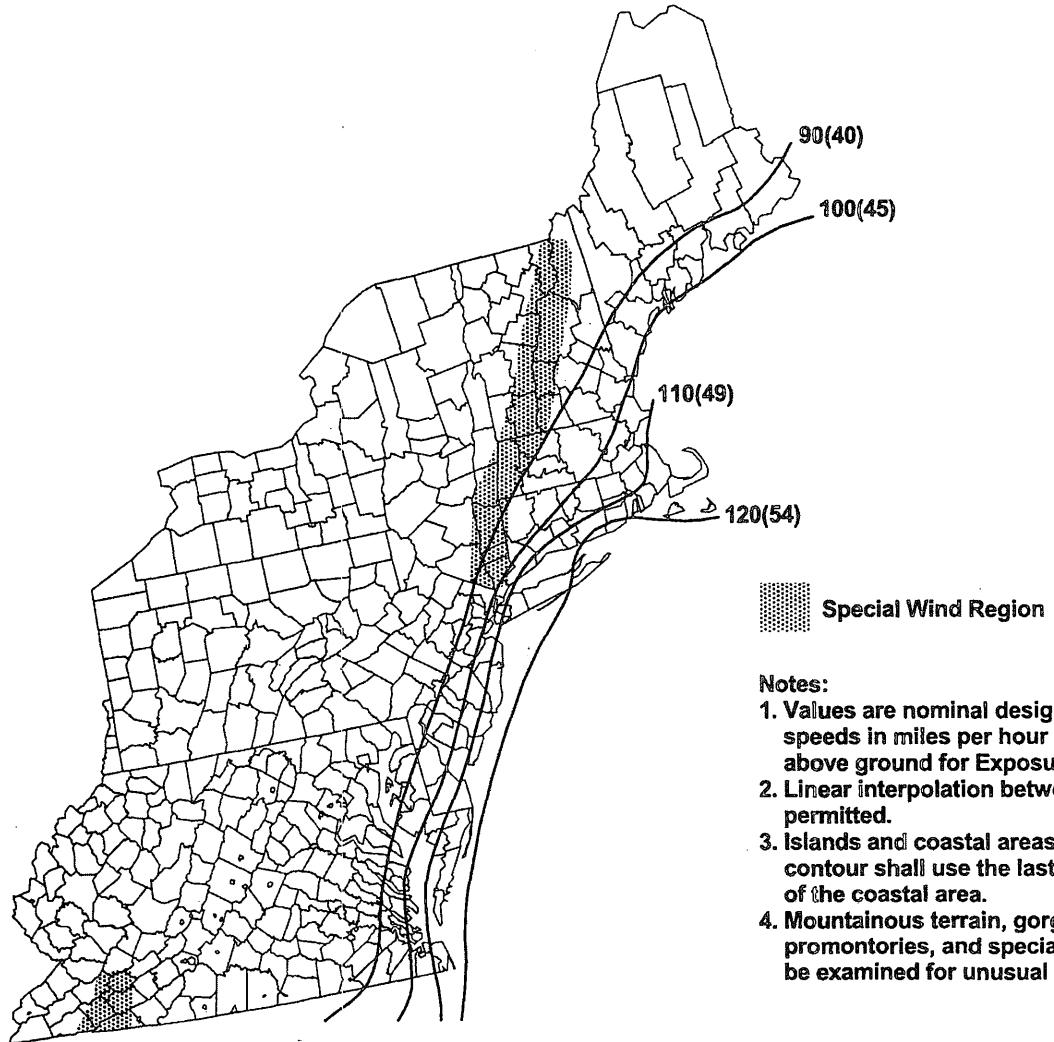 90(40)
100(45)
110(49)
120(54)
Special Wind Region
Notes:
1. Values are nominal desig
speeds in miles per hour
above ground for Exposu
2. Linear interpolation betwe
permitted.
3. Islands and coastal areas
contour shall use the last
of the coastal area.
4. Mountainous terrain, gorg
promontories, and specia
be examined for unusual